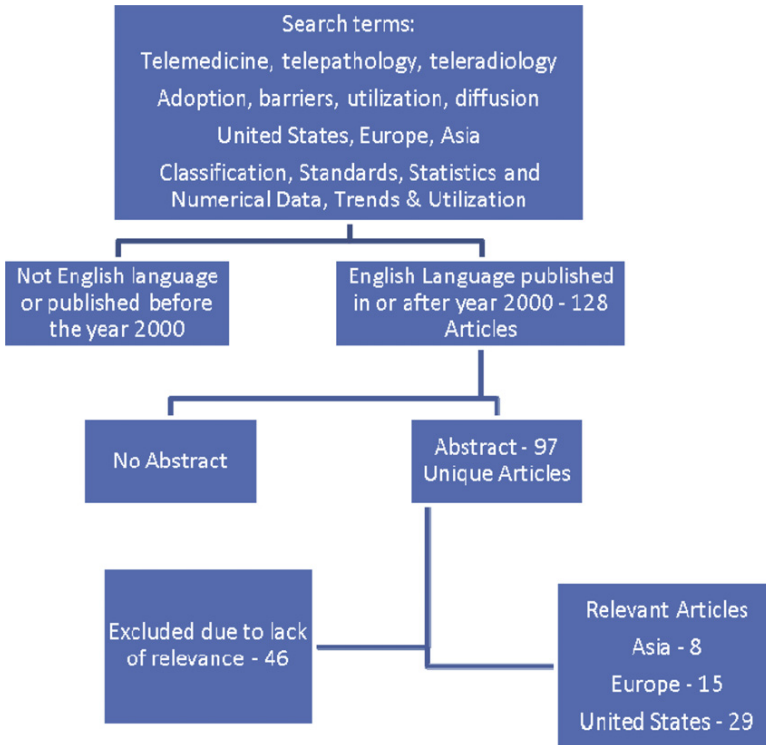 Search terms:
Telemedicine, telepathology, teleradiology
Adoption, barriers, utilization, diffusion
United States, Europe, Asia
Classification, Standards, Statistics and
Numerical Data, Trends & Utilization
Not English language
or published before
the year 2000
English Language published
in or after year 2000 - 128
Articles
No Abstract
Abstract - 97
Unique Articles
Excluded due to lack
of relevance - 46
Relevant Articles
Asia - 8
Europe - 15
United States - 29